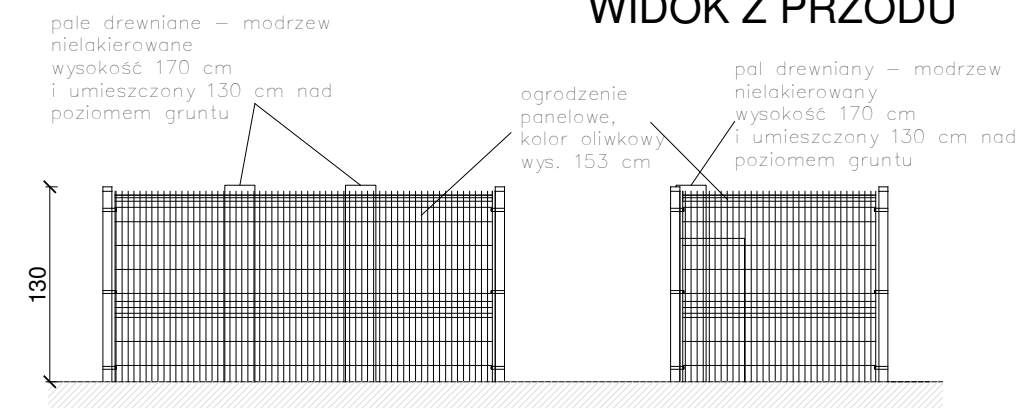 WIDOK Z PRZODU
pale drewniane – modrzew
nielakierowane
wysokość 170 cm
i umieszczony 130 cm nad
poziomem gruntu
ogrodzenie
panelowe,
kolor oliwkowy
wys. 153 cm
pal drewniany – modrzew
nielakierowany
wysokość 170 cm
i umieszczony 130 cm nad
poziomem gruntu
130